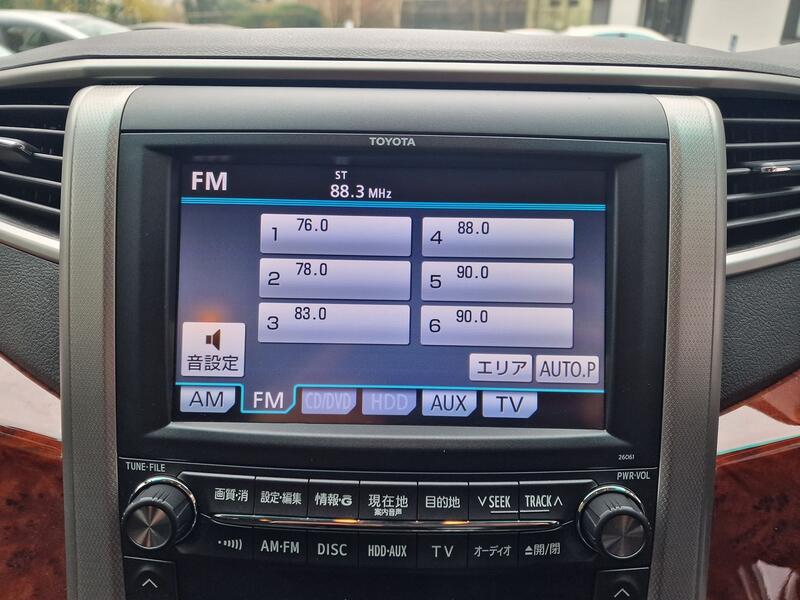 TOYOTA
FM
ST
88.3 MHz
1 76.0
4 88.0
2 78.0
5 90.0
3 83.0
6 90.0
音設定
エリア
AUTO.P
AM
FM
CD/DVD
HDD
AUX
TV
26061
TUNE・FILE
PWR・VOL
画質・消
設定・編集
情報・G
現在地
案内音声
目的地
∨SEEK
TRACK∧
AM・FM
DISC
HDD・AUX
TV
オーディオ
⏏開/閉